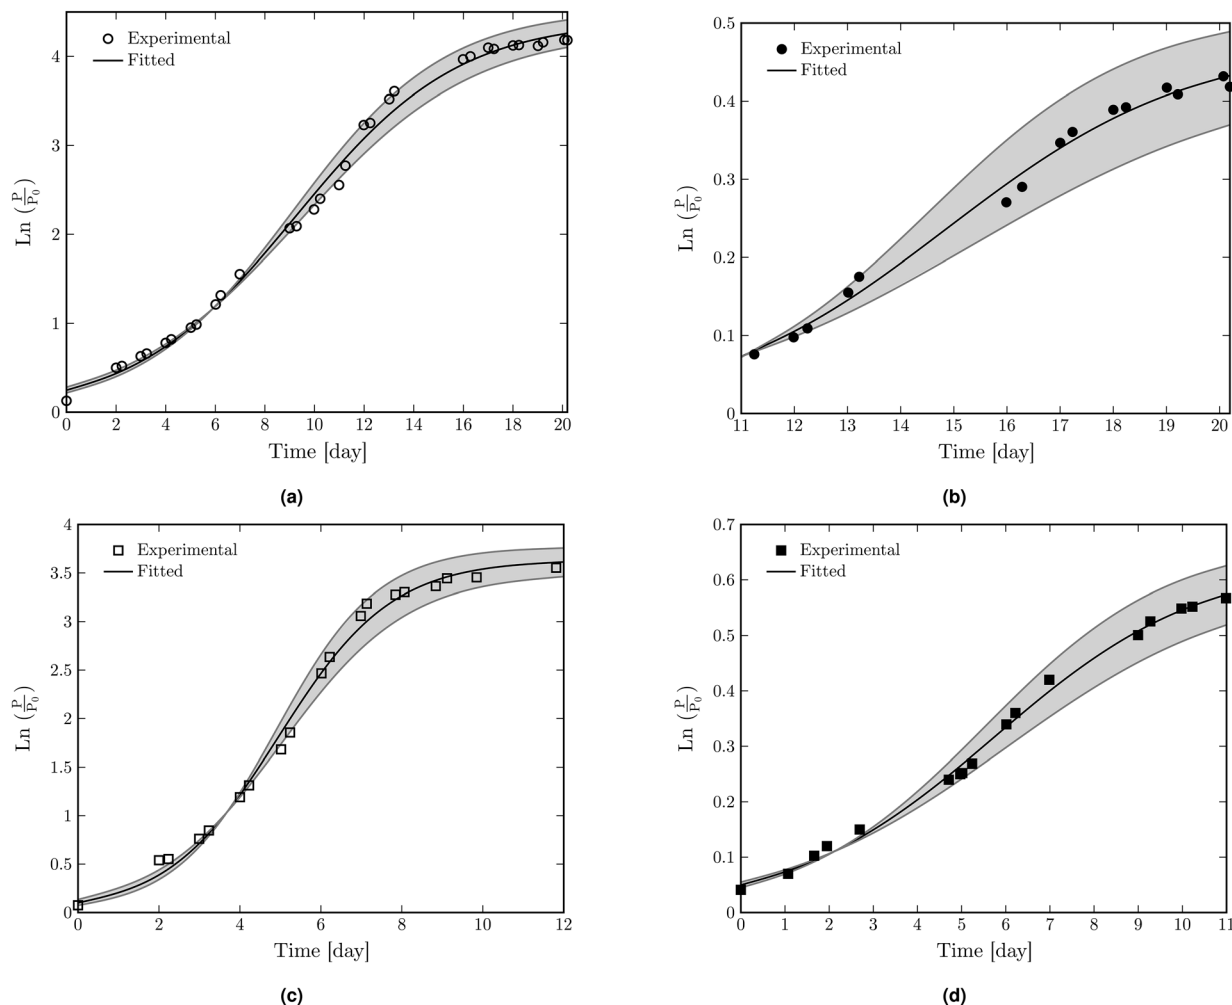 Experimental
Fitted
Ln (P/P0)
0
1
2
3
4
0 2 4 6 8 10 12 14 16 18 20
Time [day]
(a)
Experimental
Fitted
Ln (P/P0)
0.5
0.4
0.3
0.2
0.1
0
11 12 13 14 15 16 17 18 19 20
Time [day]
(b)
Experimental
Fitted
Ln (P/P0)
4
3.5
3
2.5
2
1.5
1
0.5
0
0 2 4 6 8 10 12
Time [day]
(c)
Experimental
Fitted
Ln (P/P0)
0.7
0.6
0.5
0.4
0.3
0.2
0.1
0
0 1 2 3 4 5 6 7 8 9 10 11
Time [day]
(d)